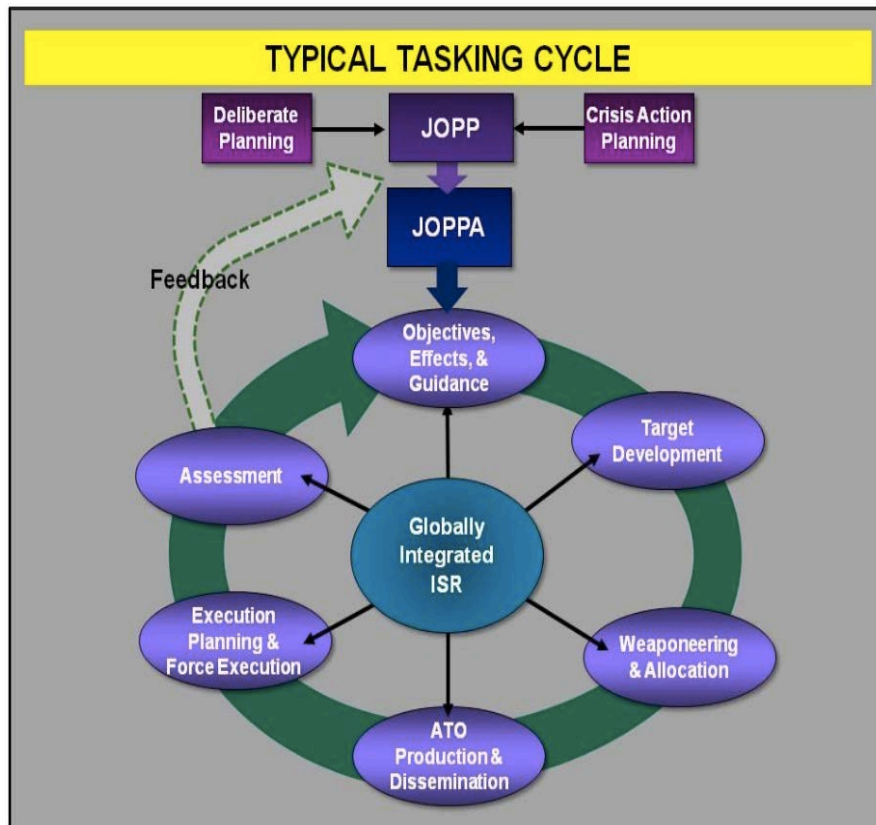 TYPICAL TASKING CYCLE
Deliberate
Planning
JOPP
Crisis Action
Planning
JOPPA
Feedback
Objectives,
Effects, &
Guidance
Target
Development
Assessment
Globally
Integrated
ISR
Execution
Planning &
Force Execution
Weaponeering
& Allocation
ATO
Production &
Dissemination